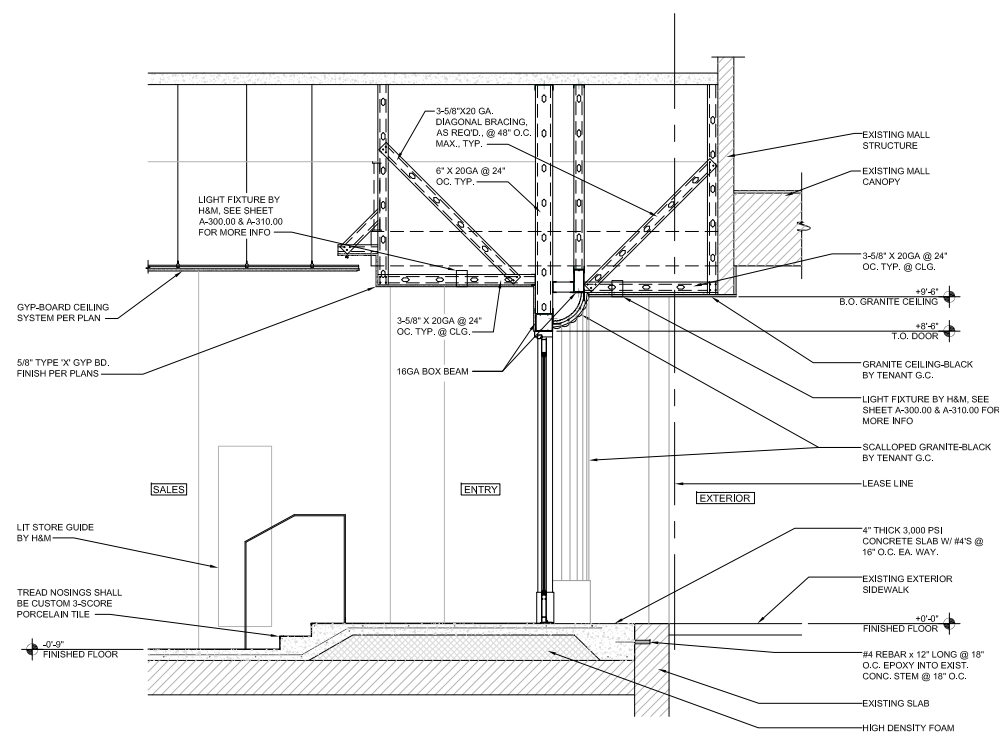 3-5/8"X20 GA.
DIAGONAL BRACING,
AS REQ'D., @ 48" O.C.
MAX., TYP.
6" X 20GA @ 24"
OC. TYP.
LIGHT FIXTURE BY
H&M, SEE SHEET
A-300.00 & A-310.00
FOR MORE INFO
EXISTING MALL
STRUCTURE
EXISTING MALL
CANOPY
3-5/8" X 20GA @ 24"
OC. TYP. @ CLG.
GYP-BOARD CEILING
SYSTEM PER PLAN
+9'-6"
B.O. GRANITE CEILING
3-5/8" X 20GA @ 24"
OC. TYP. @ CLG.
+8'-6"
T.O. DOOR
5/8" TYPE 'X' GYP BD.
FINISH PER PLANS
16GA BOX BEAM
GRANITE CEILING-BLACK
BY TENANT G.C.
LIGHT FIXTURE BY H&M, SEE
SHEET A-300.00 & A-310.00 FOR
MORE INFO
SCALLOPED GRANITE-BLACK
BY TENANT G.C.
LEASE LINE
SALES
ENTRY
EXTERIOR
LIT STORE GUIDE
BY H&M
4" THICK 3,000 PSI
CONCRETE SLAB W/ #4'S @
16" O.C. EA. WAY.
TREAD NOSINGS SHALL
BE CUSTOM 3-SCORE
PORCELAIN TILE
EXISTING EXTERIOR
SIDEWALK
+0'-0"
FINISHED FLOOR
-0'-9"
FINISHED FLOOR
#4 REBAR x 12" LONG @ 18"
O.C. EPOXY INTO EXIST.
CONC. STEM @ 18" O.C.
EXISTING SLAB
HIGH DENSITY FOAM